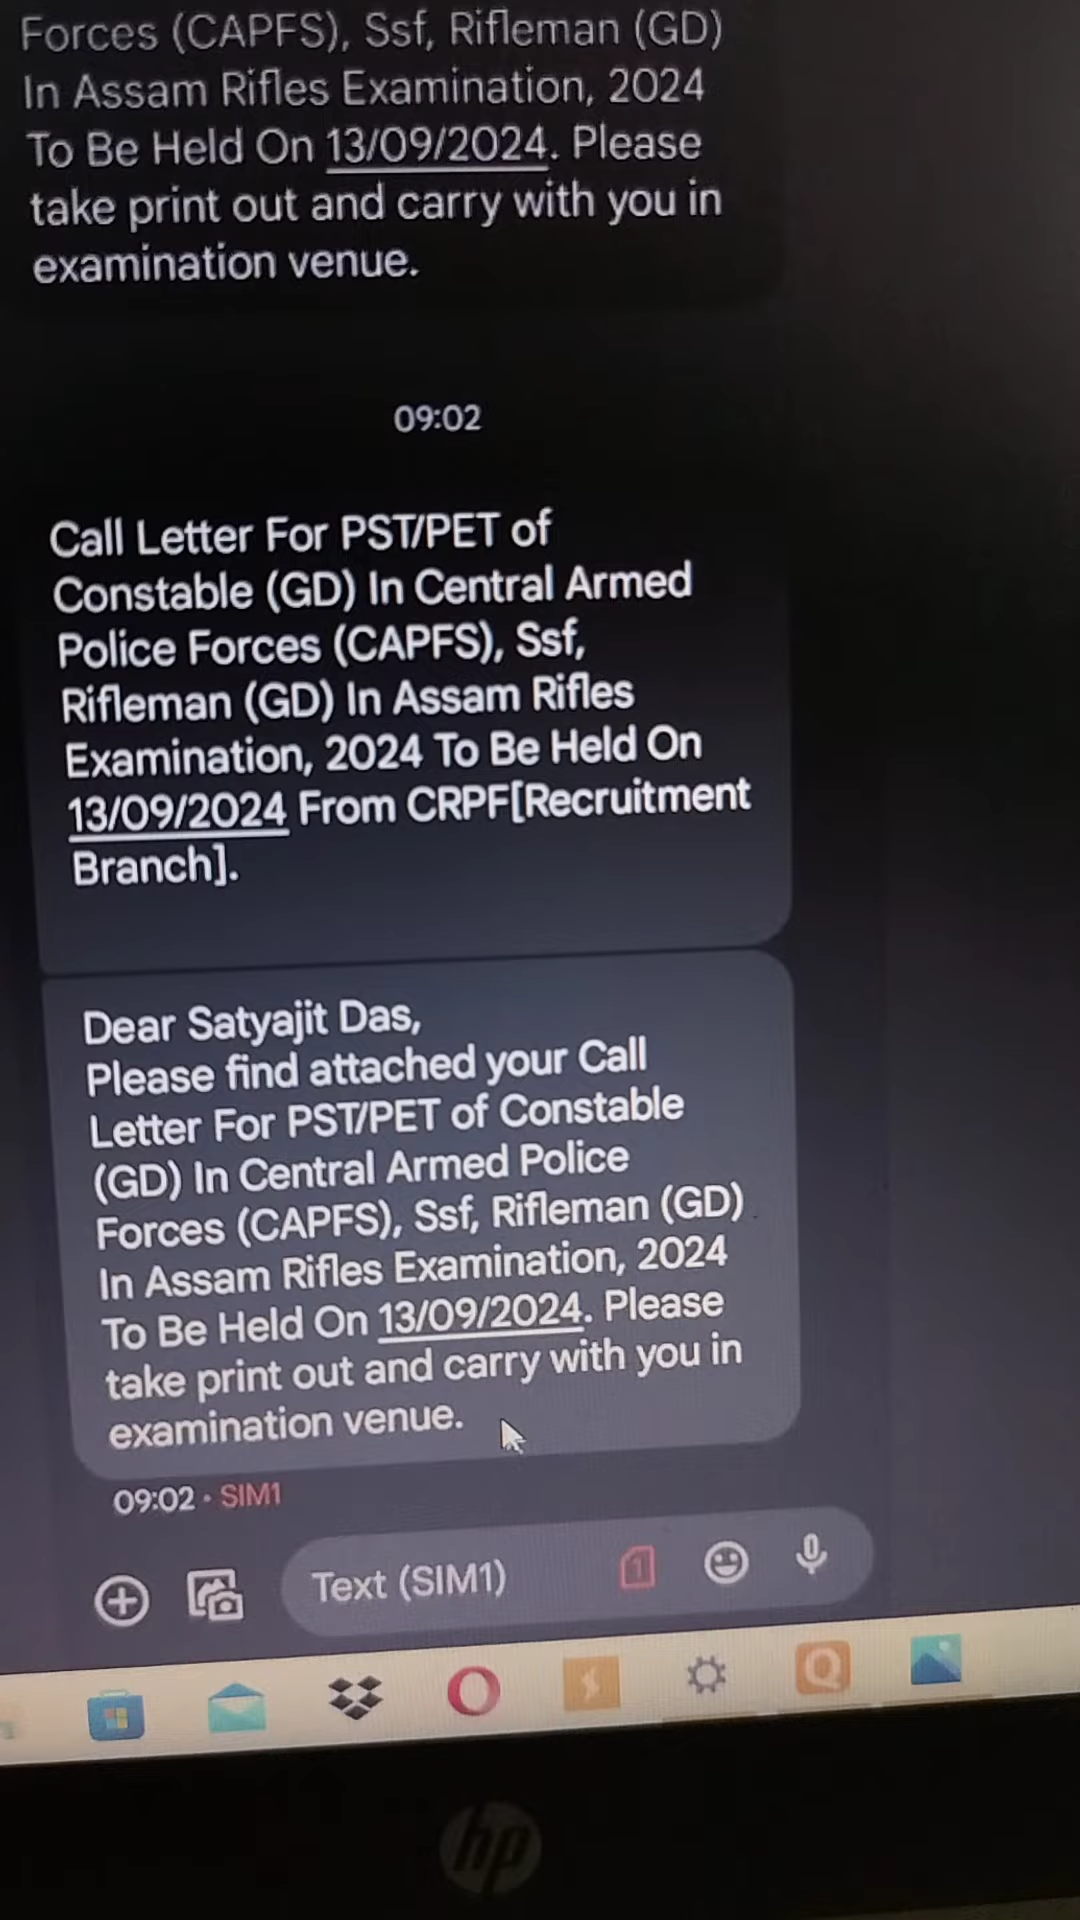 Forces (CAPFS), Ssf, Rifleman (GD)
In Assam Rifles Examination, 2024
To Be Held On 13/09/2024. Please
take print out and carry with you in
examination venue.
09:02
Call Letter For PST/PET of
Constable (GD) In Central Armed
Police Forces (CAPFS), Ssf,
Rifleman (GD) In Assam Rifles
Examination, 2024 To Be Held On
13/09/2024 From CRPF[Recruitment
Branch].
Dear Satyajit Das,
Please find attached your Call
Letter For PST/PET of Constable
(GD) In Central Armed Police
Forces (CAPFS), Ssf, Rifleman (GD)
In Assam Rifles Examination, 2024
To Be Held On 13/09/2024. Please
take print out and carry with you in
examination venue.
09:02 • SIM1
Text (SIM1) 1
Q
hp